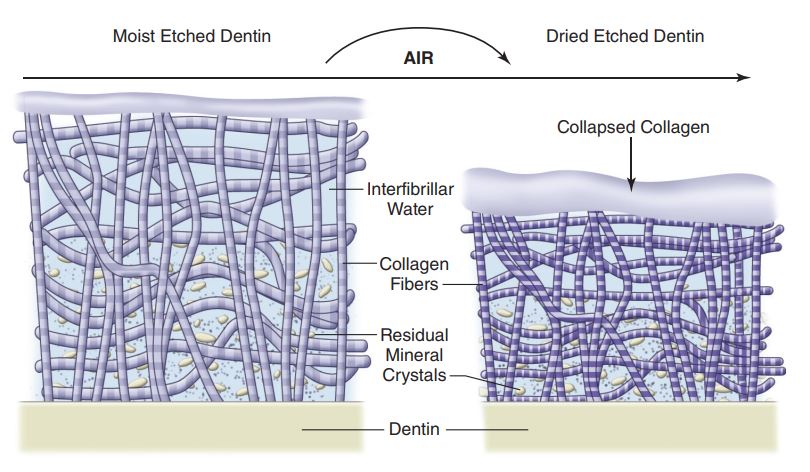 Moist Etched Dentin
AIR
Dried Etched Dentin
Collapsed Collagen
Interfibrillar
Water
Collagen
Fibers
Residual
Mineral
Crystals
Dentin